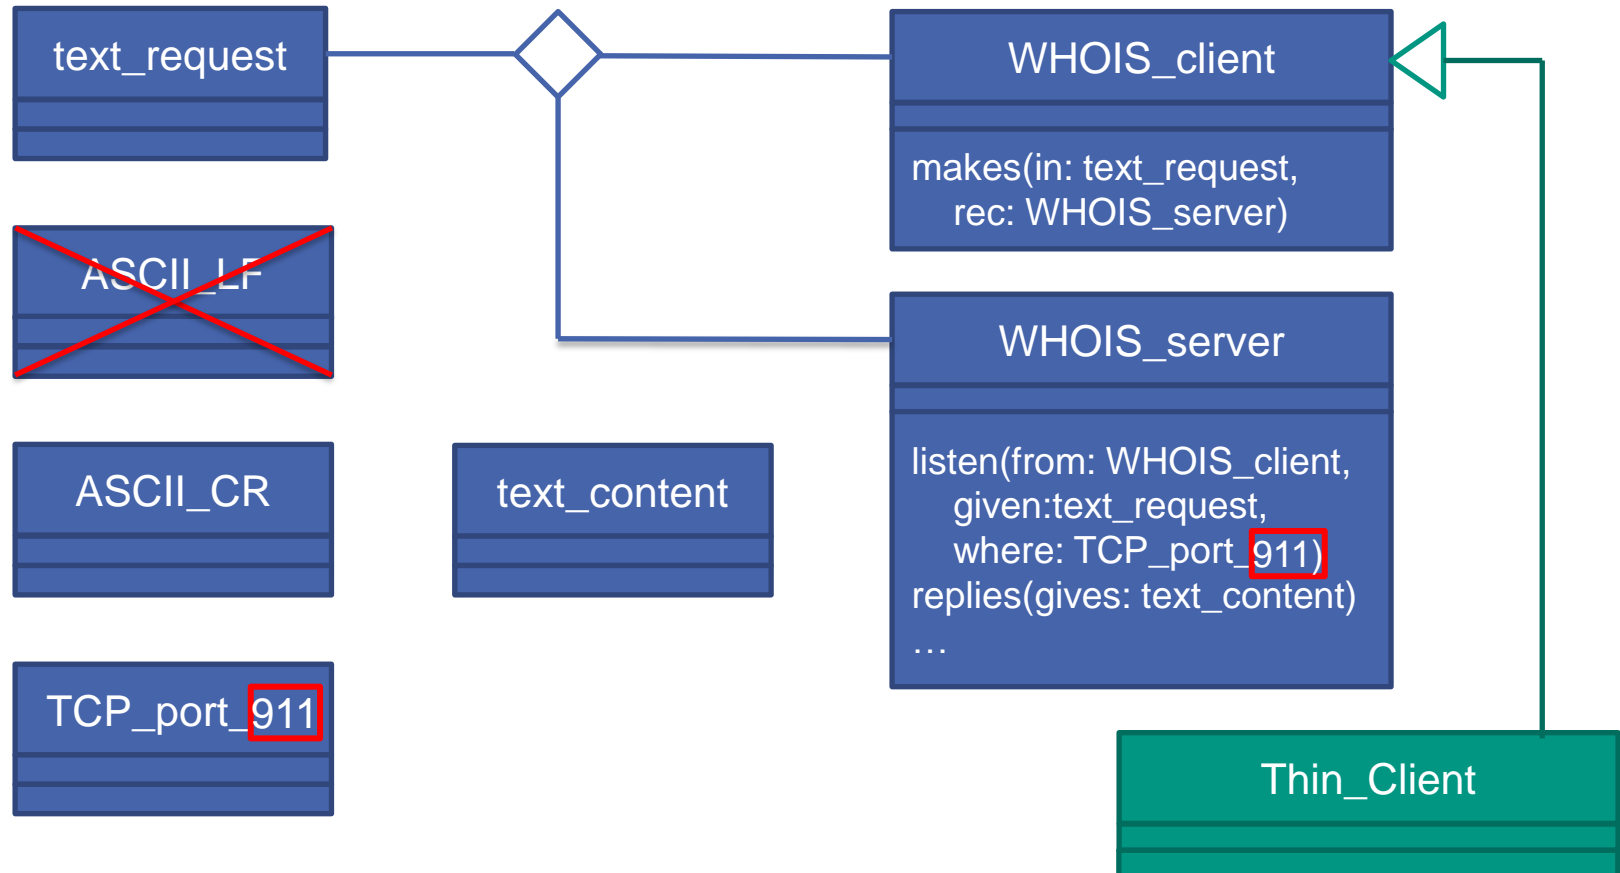 text_request
WHOIS_client
makes(in: text_request,
rec: WHOIS_server)
ASCII_LF
WHOIS_server
listen(from: WHOIS_client,
given:text_request,
where: TCP_port_911)
replies(gives: text_content)
…
ASCII_CR
text_content
TCP_port_911
Thin_Client